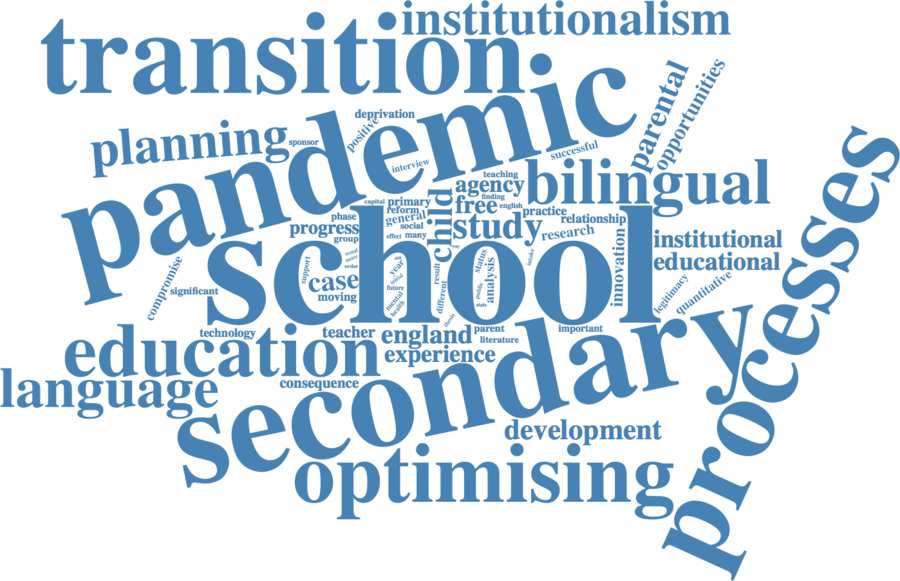 institutionalism
transition
pandemic
parental
opportunities
deprivation
positive
planning
sponsor
interview
successful
processes
teaching
agency
bilingual
finding
capital
primary
child
free
english
reform
practice
phase
general
study
relationship
progress
social
research
group
effect
many
school
institutional
innovation
educational
compromise
support
year
status
analysis
public
case
moving
order
future
mental
health
result
different
significant
legitimacy
quantitative
technology
teacher
england
parent
important
thesis
literature
education
experience
secondary
language
consequence
development
optimising